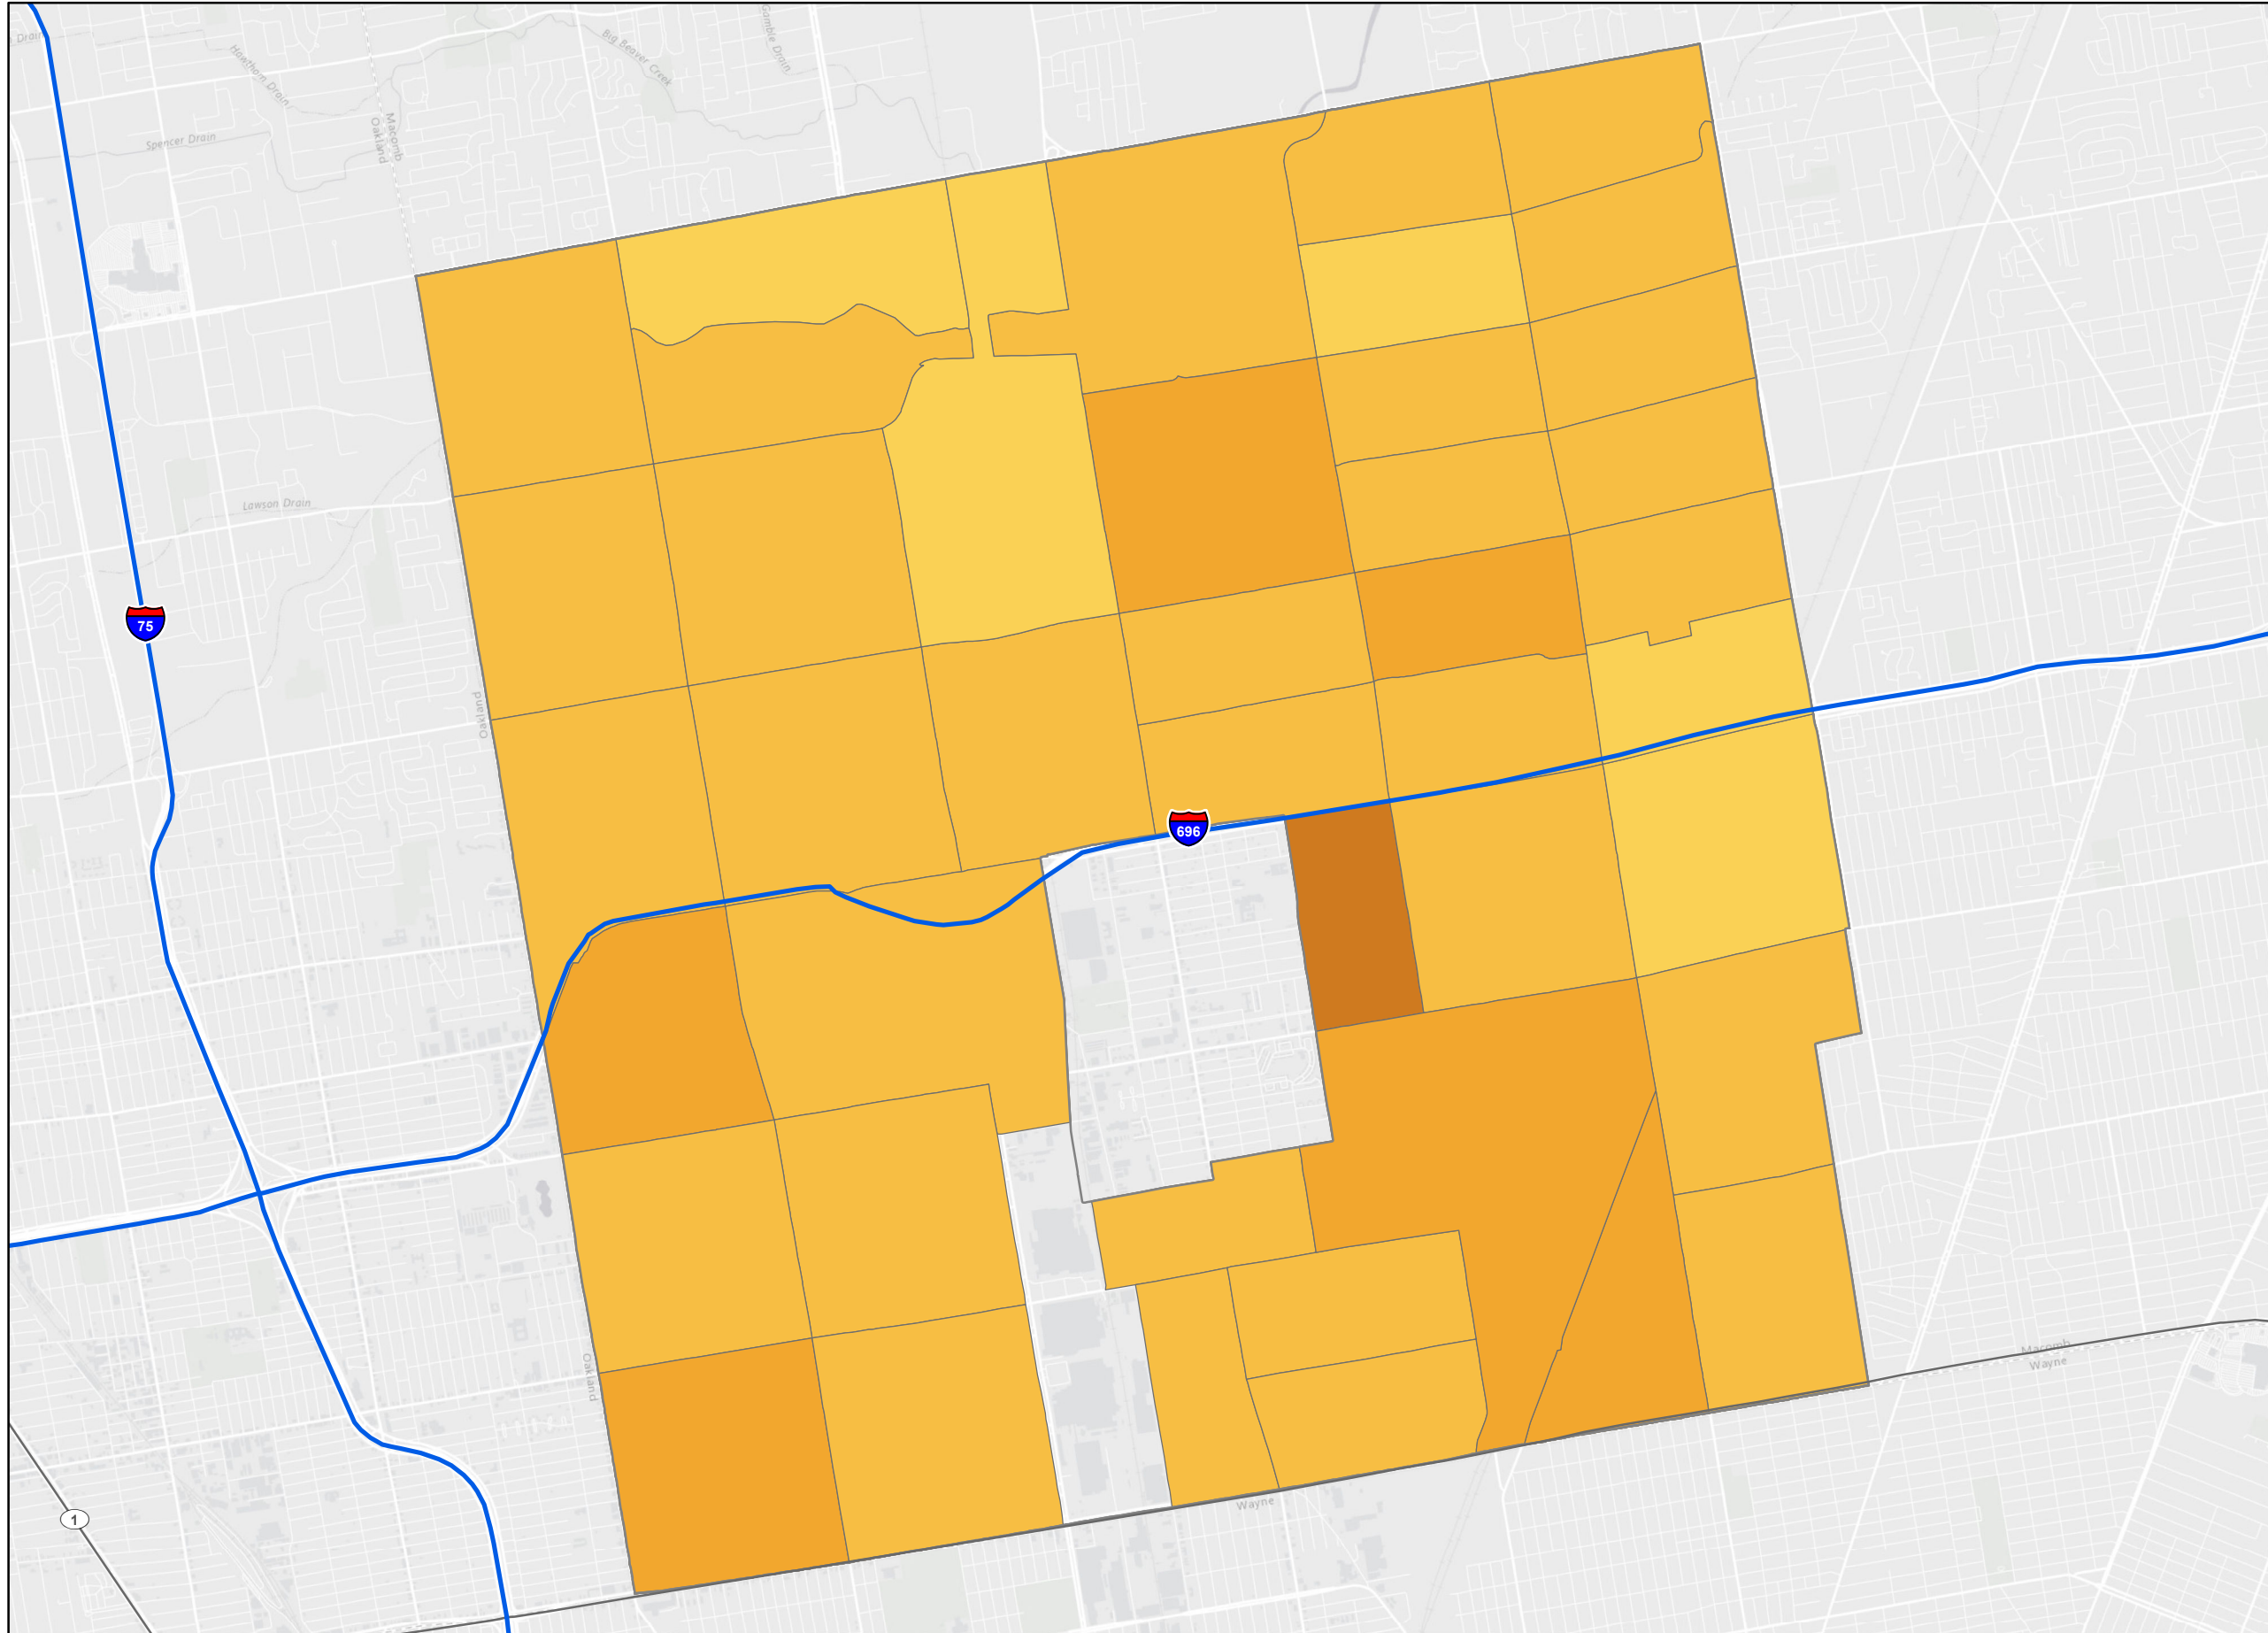 Drain
Hawthorn Drain
Big Beaver Creek
Gamble Drain
Spencer Drain
Macomb
Oakland
Lawson Drain
75
Oakland
696
Oakland
Macomb
Wayne
Wayne
1